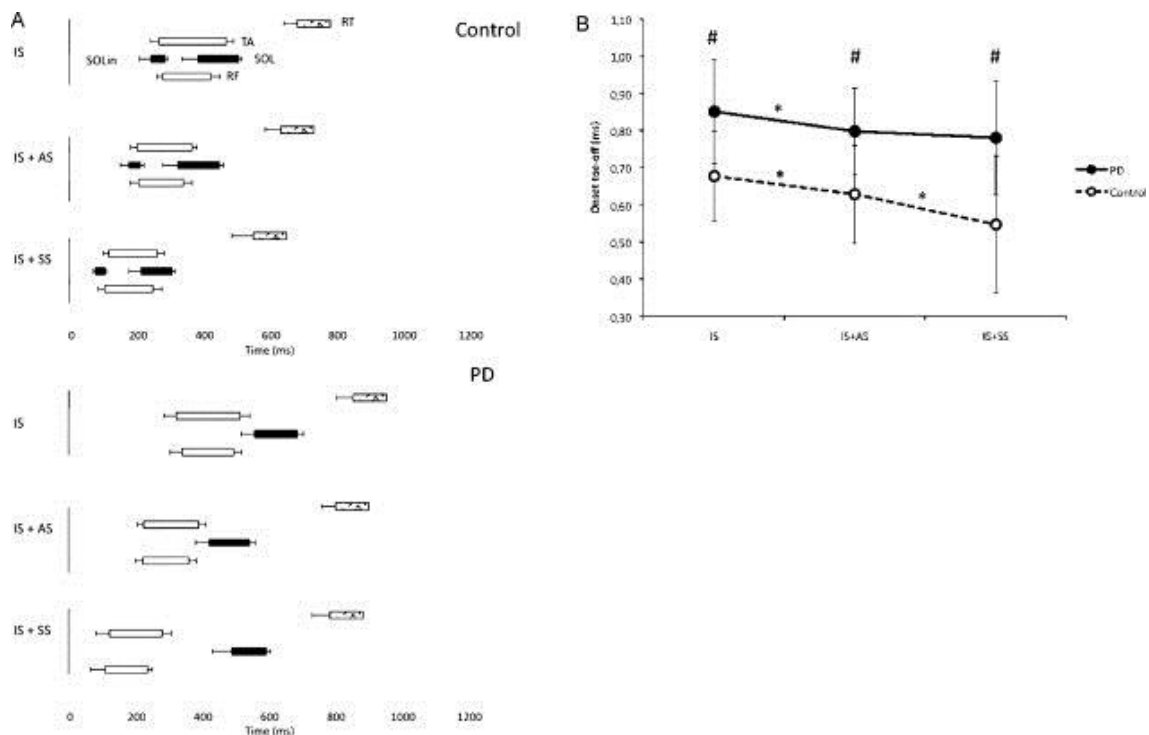 A
Control
RT
IS
TA
SOLin
SOL
RF
IS + AS
IS + SS
0 200 400 600 800 1000 1200
Time (ms)
PD
IS
IS + AS
IS + SS
0 200 400 600 800 1000 1200
Time (ms)
B
1,10
1,00
0,90
0,80
0,70
0,60
0,50
0,40
0,30
Onset toe-off (ms)
# # #
* * *
IS IS+AS IS+SS
PD
Control